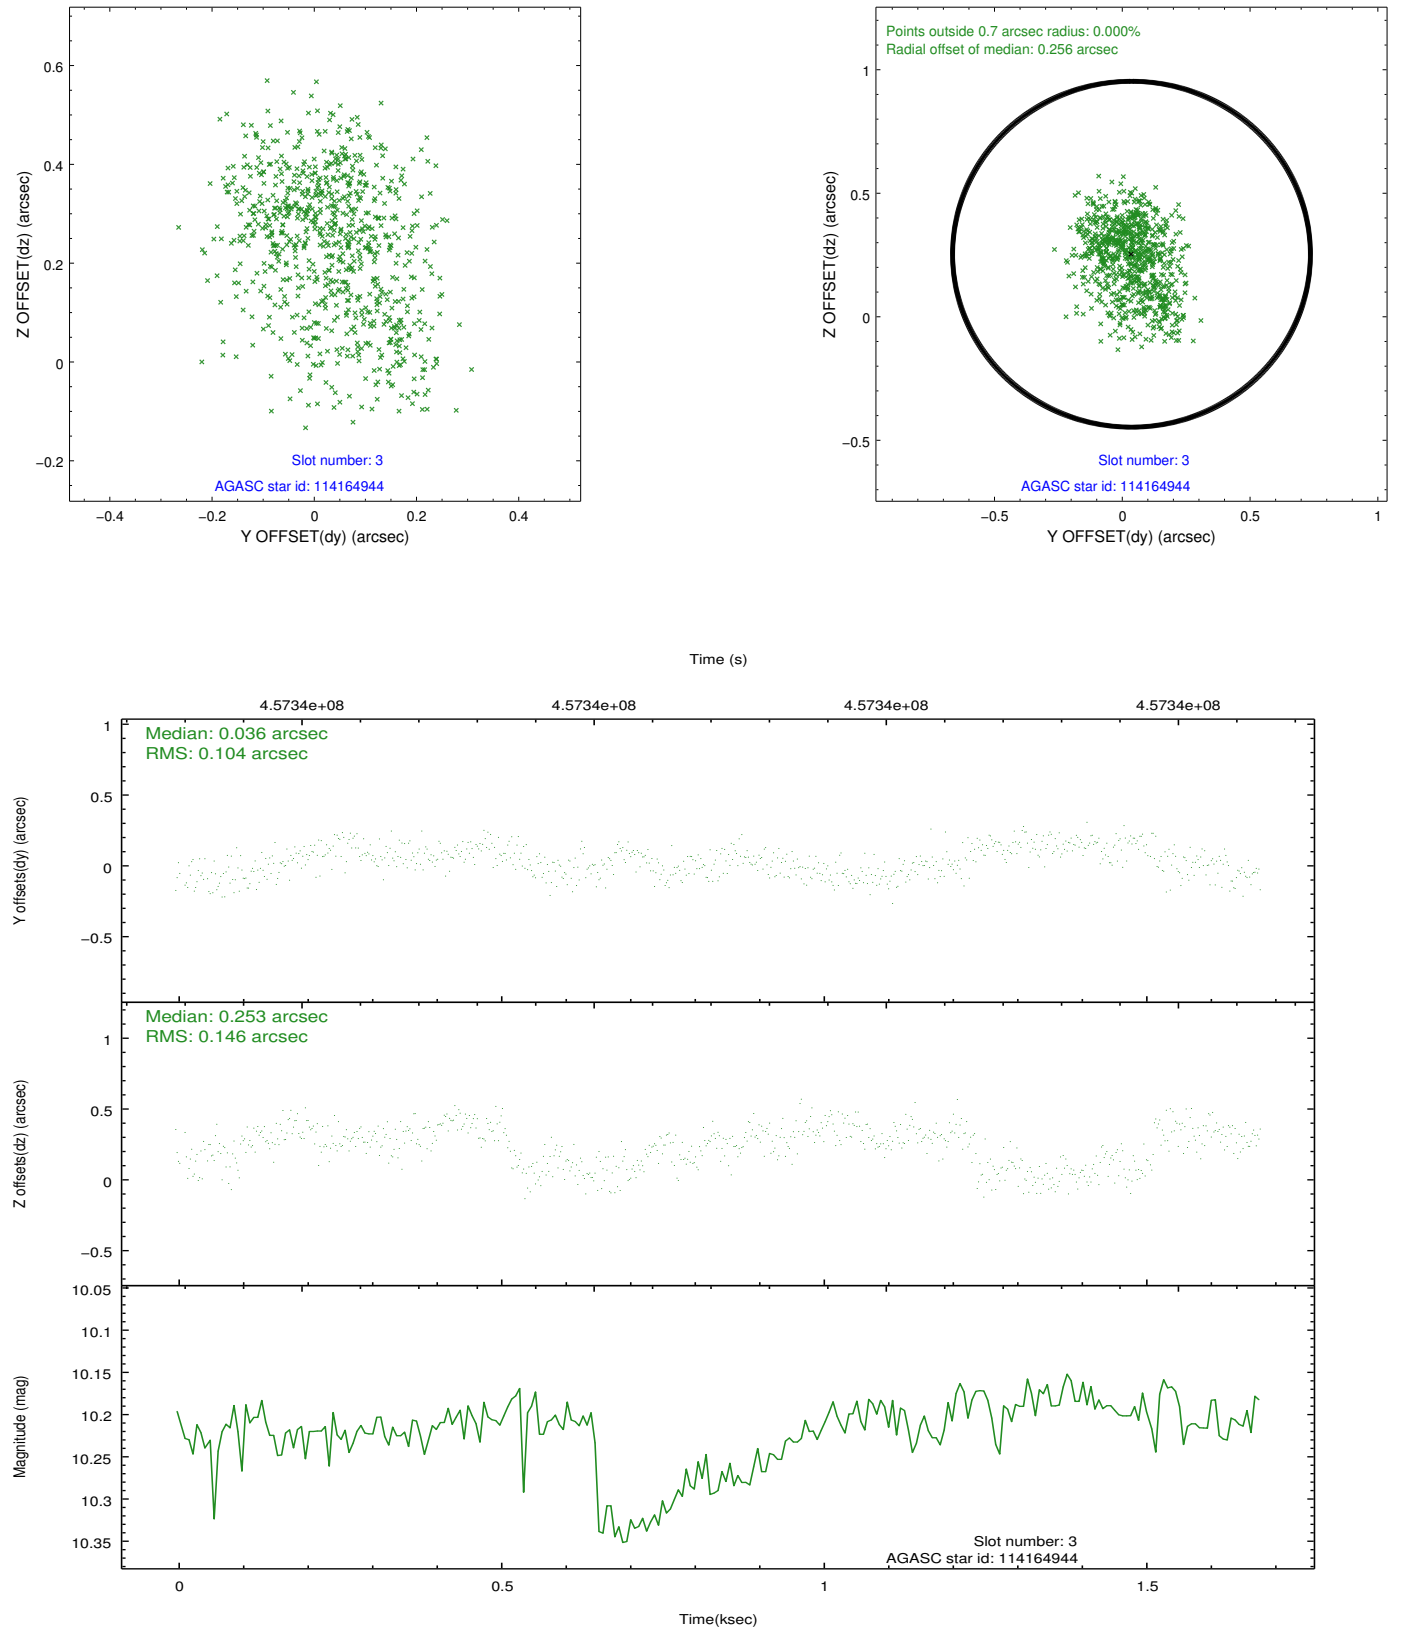 0.6
0.4
0.2
0
−0.2
Z OFFSET(dz) (arcsec)
Slot number: 3
AGASC star id: 114164944
−0.4
−0.2
0
0.2
0.4
Y OFFSET(dy) (arcsec)
Points outside 0.7 arcsec radius: 0.000%
Radial offset of median: 0.256 arcsec
1
0.5
0
−0.5
Z OFFSET(dz) (arcsec)
Slot number: 3
AGASC star id: 114164944
−0.5
0
0.5
1
Y OFFSET(dy) (arcsec)
Time (s)
4.5734e+08
4.5734e+08
4.5734e+08
4.5734e+08
Median: 0.036 arcsec
RMS: 0.104 arcsec
1
0.5
0
−0.5
Y offsets(dy) (arcsec)
Median: 0.253 arcsec
RMS: 0.146 arcsec
1
0.5
0
−0.5
Z offsets(dz) (arcsec)
10.05
10.1
10.15
10.2
10.25
10.3
10.35
Magnitude (mag)
Slot number: 3
AGASC star id: 114164944
0
0.5
1
1.5
Time(ksec)